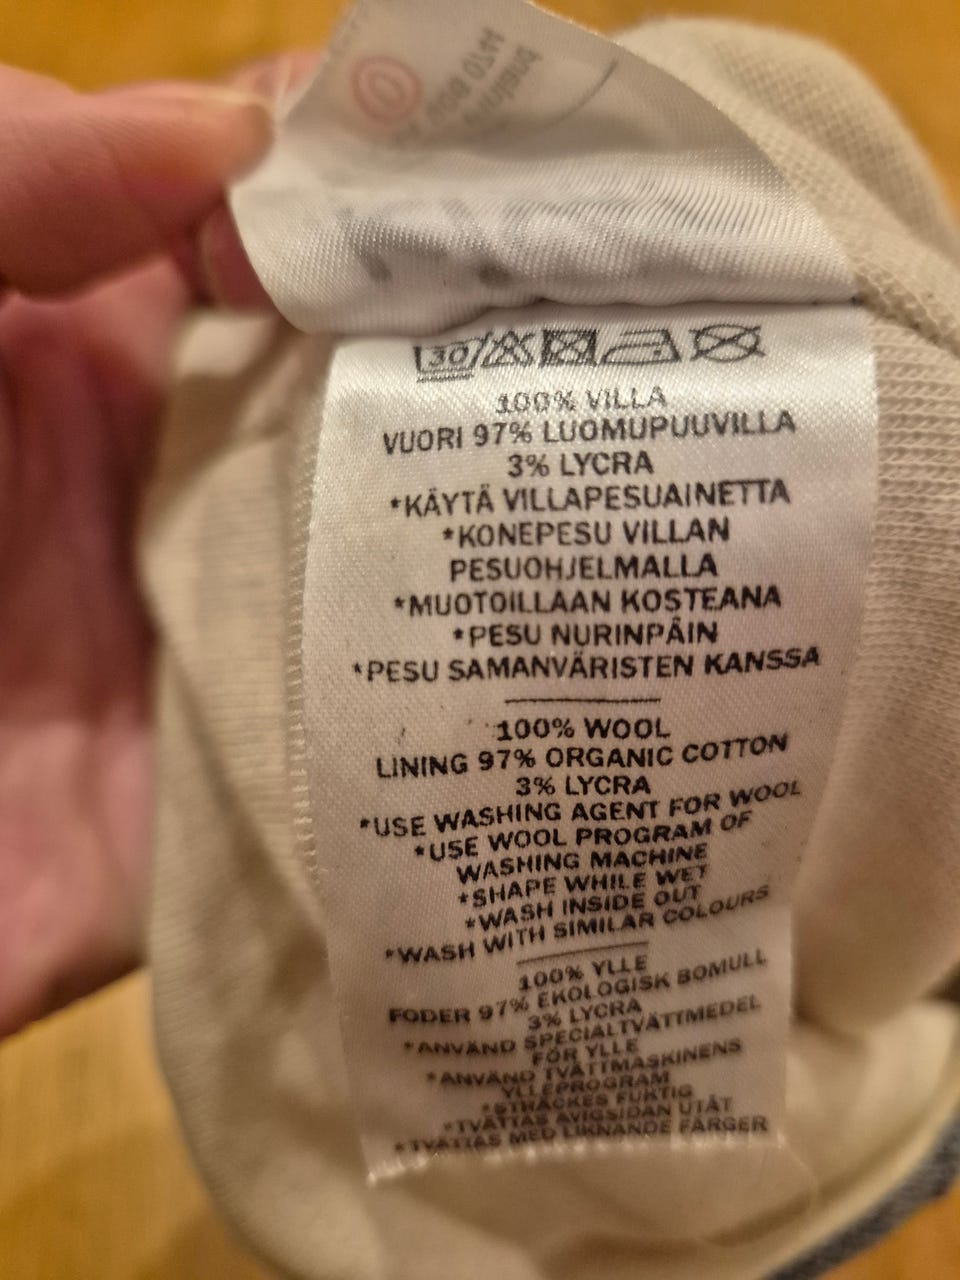 30
100% VILLA
VUORI 97% LUOMUPUUVILLA
3% LYCRA
*KÄYTÄ VILLAPESUAINETTA
*KONEPESU VILLAN
PESUOHJELMALLA
*MUOTOILLAAN KOSTEANA
*PESU NURINPÄIN
*PESU SAMANVÄRISTEN KANSSA
100% WOOL
LINING 97% ORGANIC COTTON
3% LYCRA
*USE WASHING AGENT FOR WOOL
*USE WOOL PROGRAM OF
WASHING MACHINE
*SHAPE WHILE WET
*WASH INSIDE OUT
*WASH WITH SIMILAR COLOURS
100% YLLE
FODER 97% EKOLOGISK BOMULL
3% LYCRA
*ANVÄND SPECIALTVÄTTMEDEL
FÖR YLLE
*ANVÄND TVÄTTMASKINENS
YLLEPROGRAM
*STRÄCKES FUKTIG
*TVÄTTAS AVIGSIDAN UTÅT
*TVÄTTAS MED LIKNANDE FÄRGER